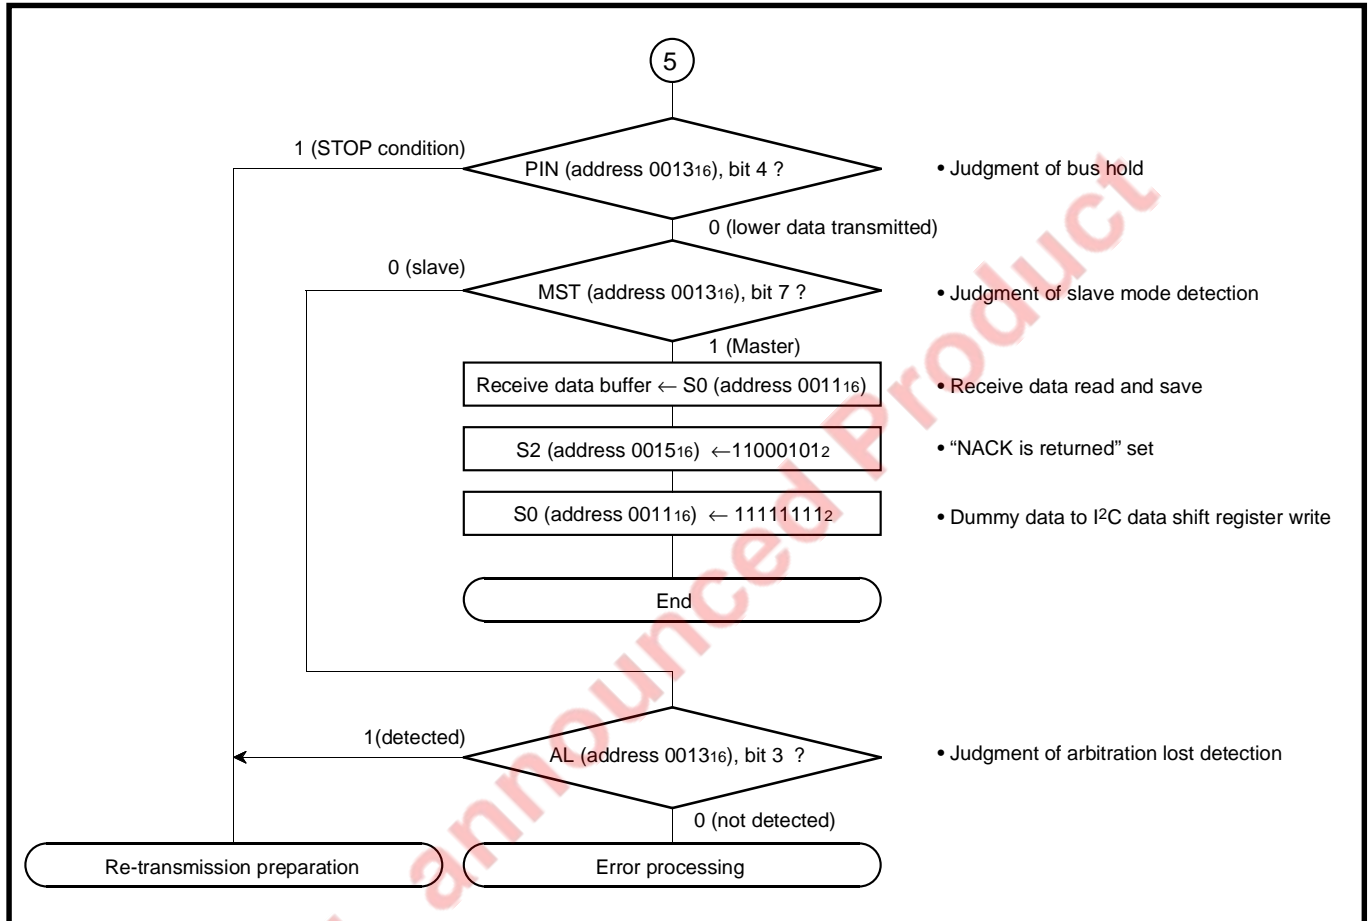 5
1 (STOP condition)
PIN (address 0013₁₆), bit 4 ?
• Judgment of bus hold
0 (lower data transmitted)
0 (slave)
MST (address 0013₁₆), bit 7 ?
• Judgment of slave mode detection
1 (Master)
Receive data buffer ← S0 (address 0011₁₆)
• Receive data read and save
S2 (address 0015₁₆) ←11000101₂
• “NACK is returned” set
S0 (address 0011₁₆) ← 11111111₂
• Dummy data to I²C data shift register write
End
1(detected)
AL (address 0013₁₆), bit 3 ?
• Judgment of arbitration lost detection
0 (not detected)
Re-transmission preparation
Error processing
announced Product